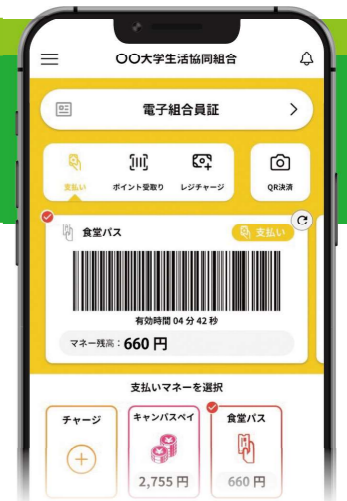 〇〇大学生活協同組合
電子組合員証
支払い
ポイント受取り
レジチャージ
QR決済
食堂パス
支払い
有効時間 04 分 42 秒
マネー残高：660 円
支払いマネーを選択
チャージ
キャンパスペイ
食堂パス
2,755 円
660 円